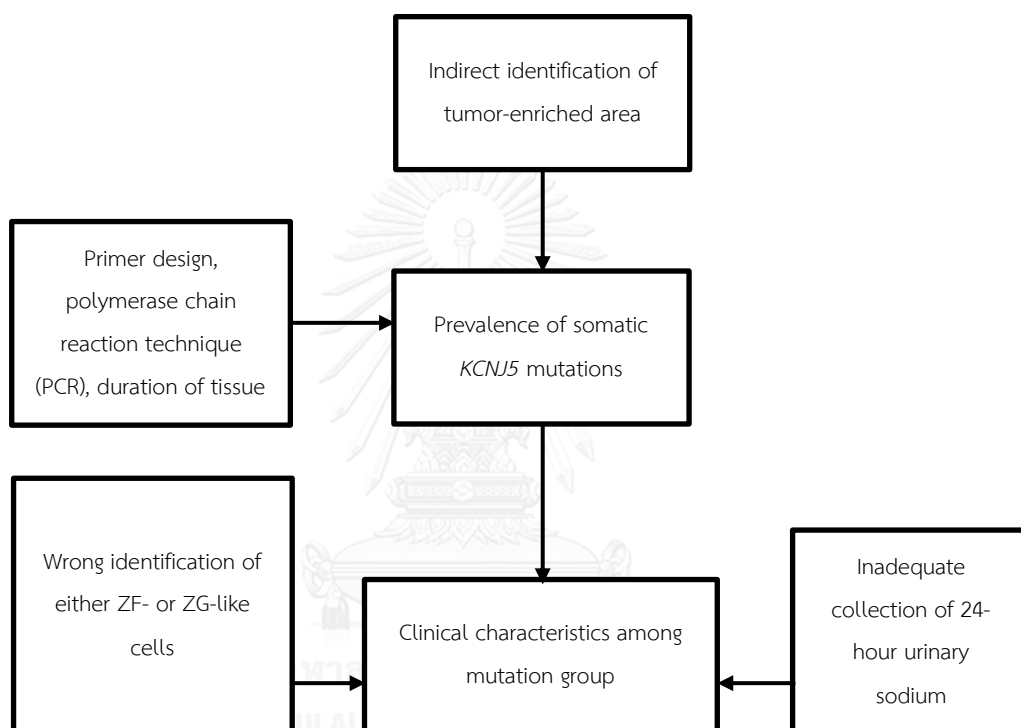 Indirect identification of
tumor-enriched area
Primer design,
polymerase chain
reaction technique
(PCR), duration of tissue
Prevalence of somatic
KCNJ5 mutations
Wrong identification of
either ZF- or ZG-like
cells
Clinical characteristics among
mutation group
Inadequate
collection of 24-
hour urinary
sodium